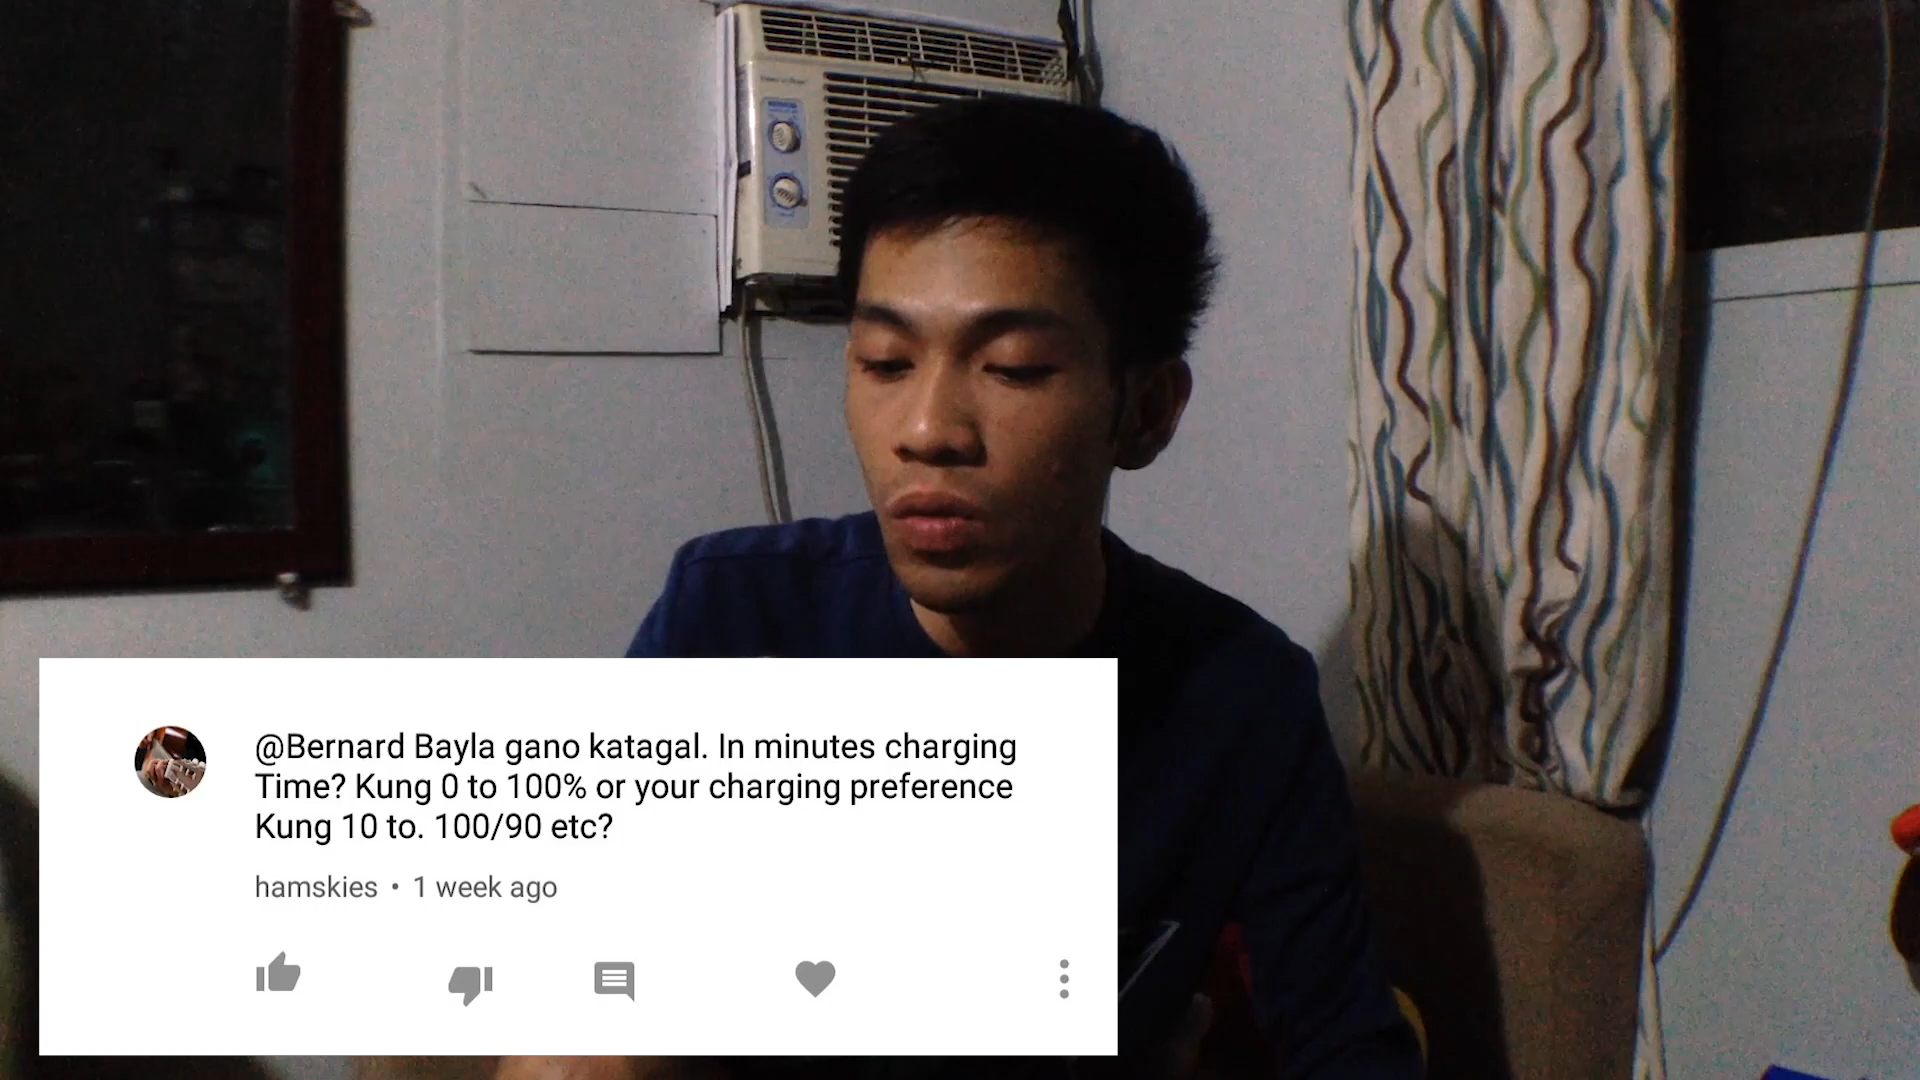 @Bernard Bayla gano katagal. In minutes charging
Time? Kung 0 to 100% or your charging preference
Kung 10 to. 100/90 etc?
hamskies • 1 week ago